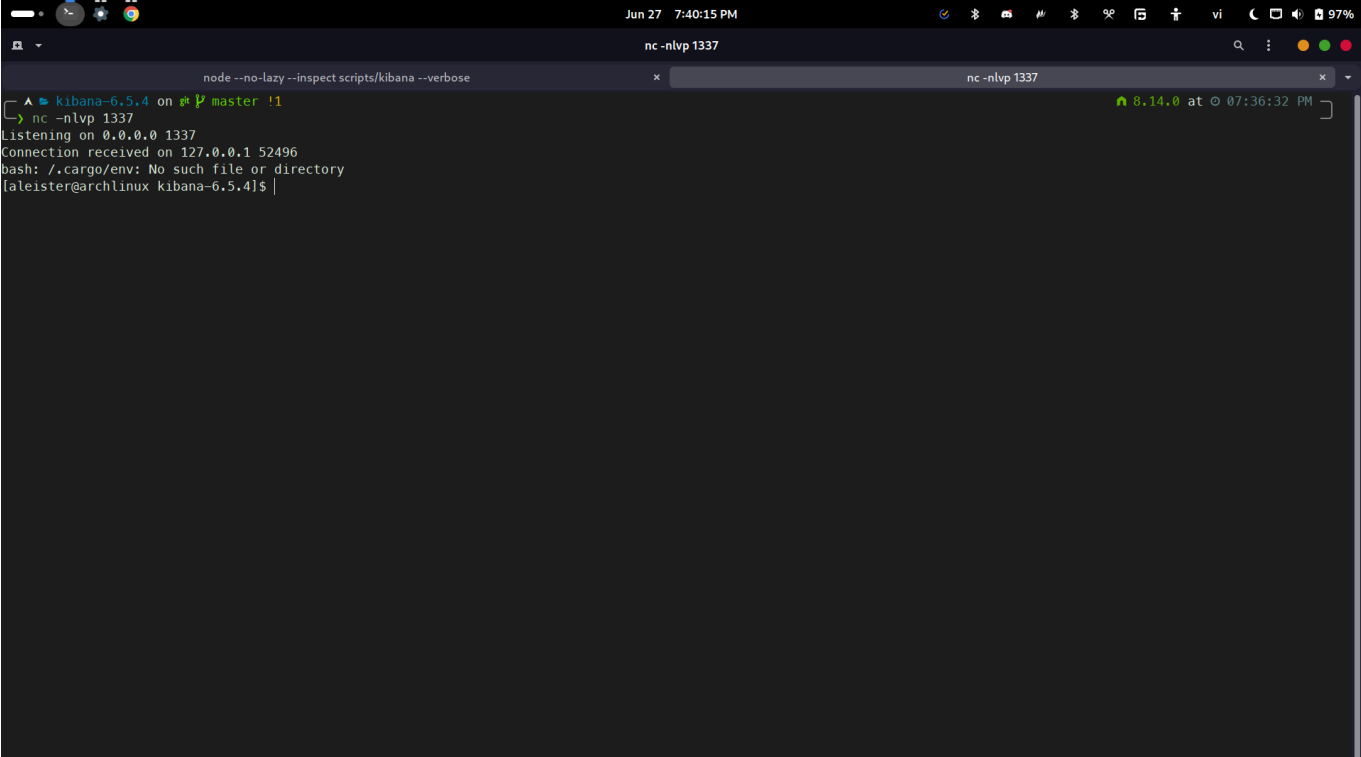 Jun 27 7:40:15 PM
vi
97%
nc -nlvp 1337
node --no-lazy --inspect scripts/kibana --verbose
nc -nlvp 1337
kibana-6.5.4 on git master !1
8.14.0 at 07:36:32 PM
nc -nlvp 1337
Listening on 0.0.0.0 1337
Connection received on 127.0.0.1 52496
bash: /.cargo/env: No such file or directory
[aleister@archlinux kibana-6.5.4]$